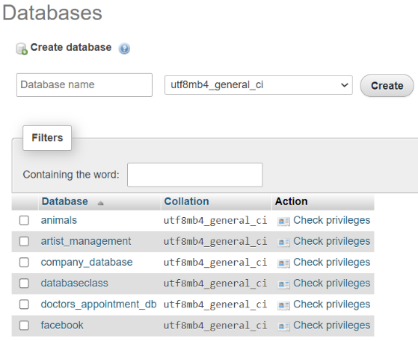 Databases
Create database
Database name utf8mb4_general_ci Create
Filters
Containing the word:
Database Collation Action
animals utf8mb4_general_ci Check privileges
artist_management utf8mb4_general_ci Check privileges
company_database utf8mb4_general_ci Check privileges
databaseclass utf8mb4_general_ci Check privileges
doctors_appointment_db utf8mb4_general_ci Check privileges
facebook utf8mb4_general_ci Check privileges